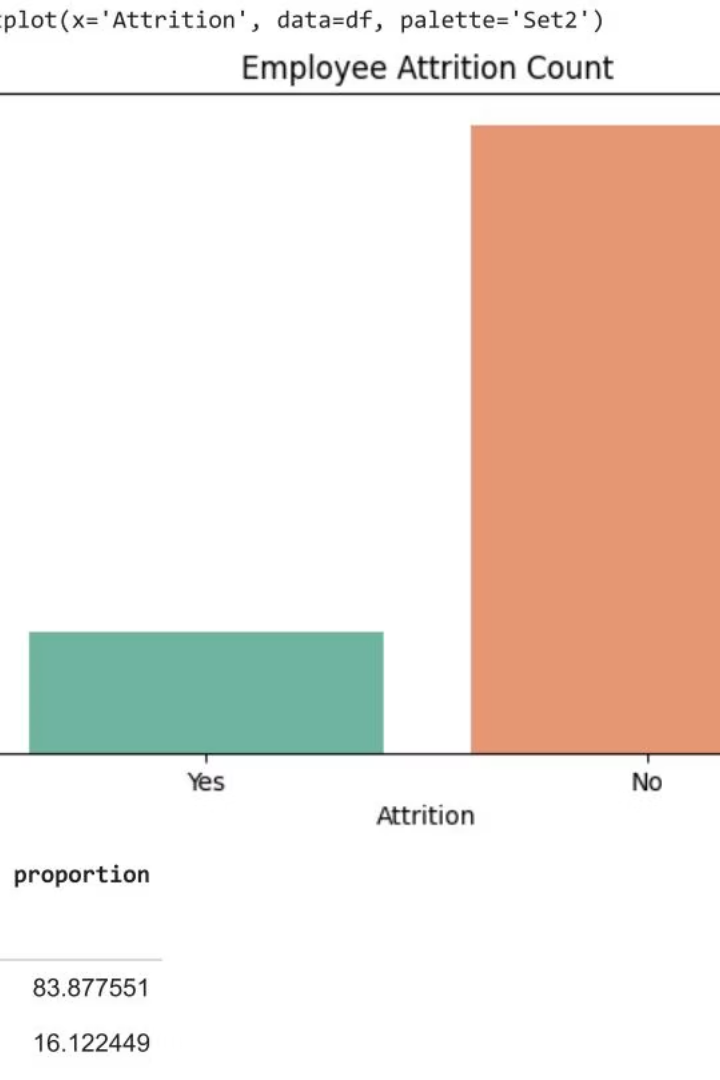 plot(x='Attrition', data=df, palette='Set2')
Employee Attrition Count
Yes
No
Attrition
proportion
83.877551
16.122449